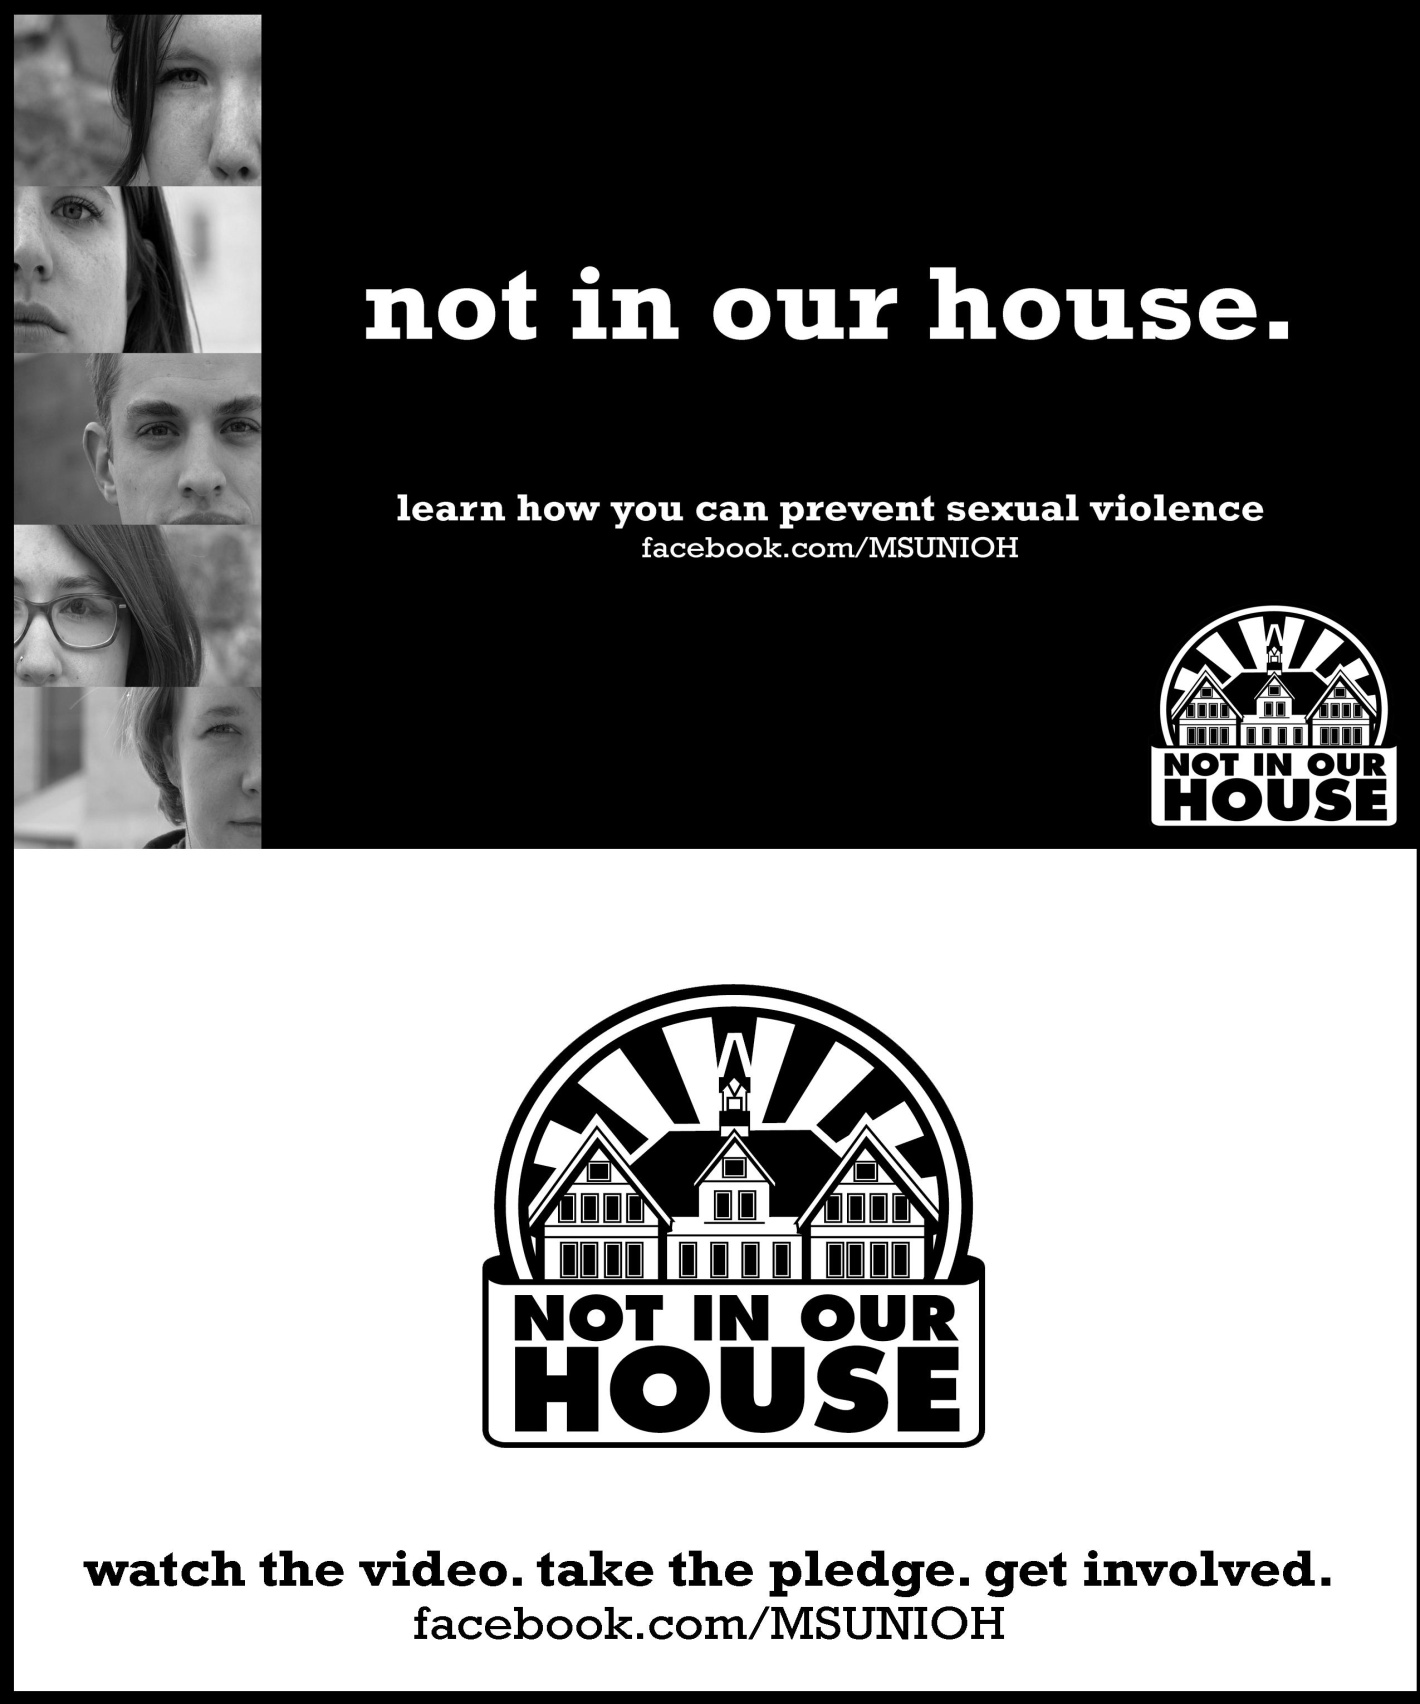 not in our house.
learn how you can prevent sexual violence
facebook.com/MSUNIOH
NOT IN OUR
HOUSE
NOT IN OUR
HOUSE
watch the video. take the pledge. get involved.
facebook.com/MSUNIOH